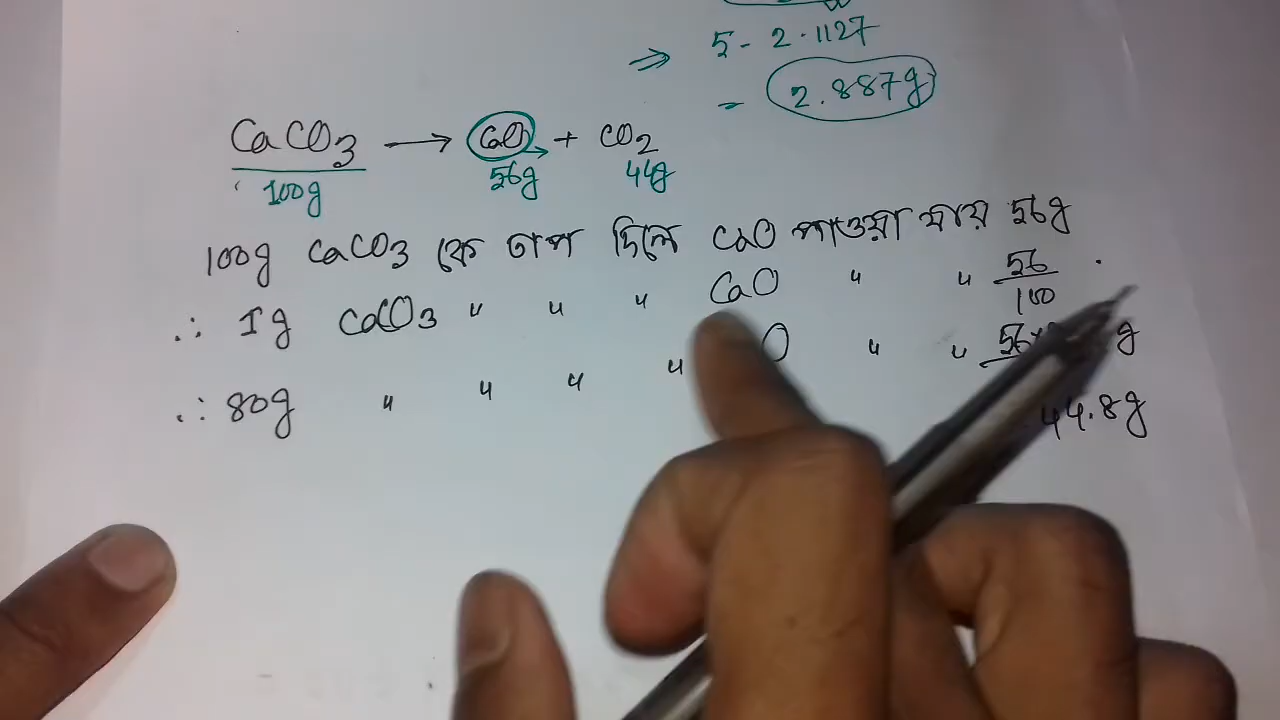 ⇒ 5 - 2.1127
= 2.887g
CaCO3 → CaO + CO2
100g 56g 44g
100g CaCO3 কে তাপ দিলে CaO পাওয়া যায় 56g
∴ 1g CaCO3 " " " CaO " " 56/100
∴ 80g " " " " O " " 56 g
44.8g